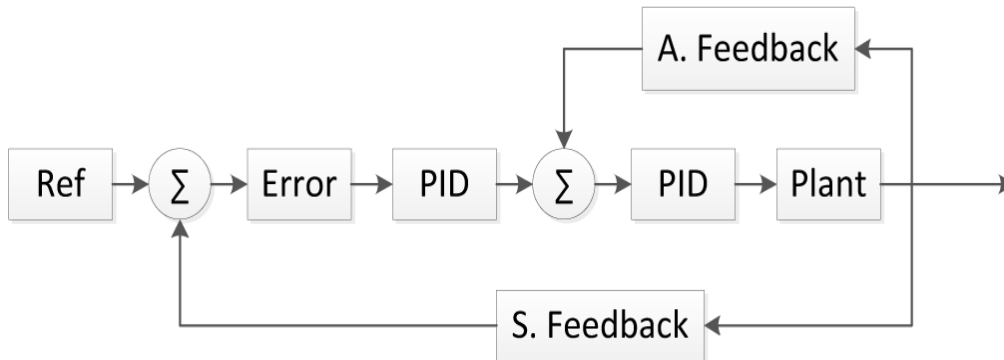 A. Feedback
Ref
Σ
Error
PID
Σ
PID
Plant
S. Feedback